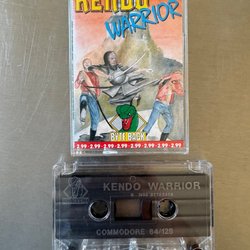 KENDO
WARRIOR
BYTE BACK
2.99 - 2.99 - 2.99 - 2.99 - 2.99 - 2.99 - 2.99
KENDO WARRIOR
COMMODORE 64/128